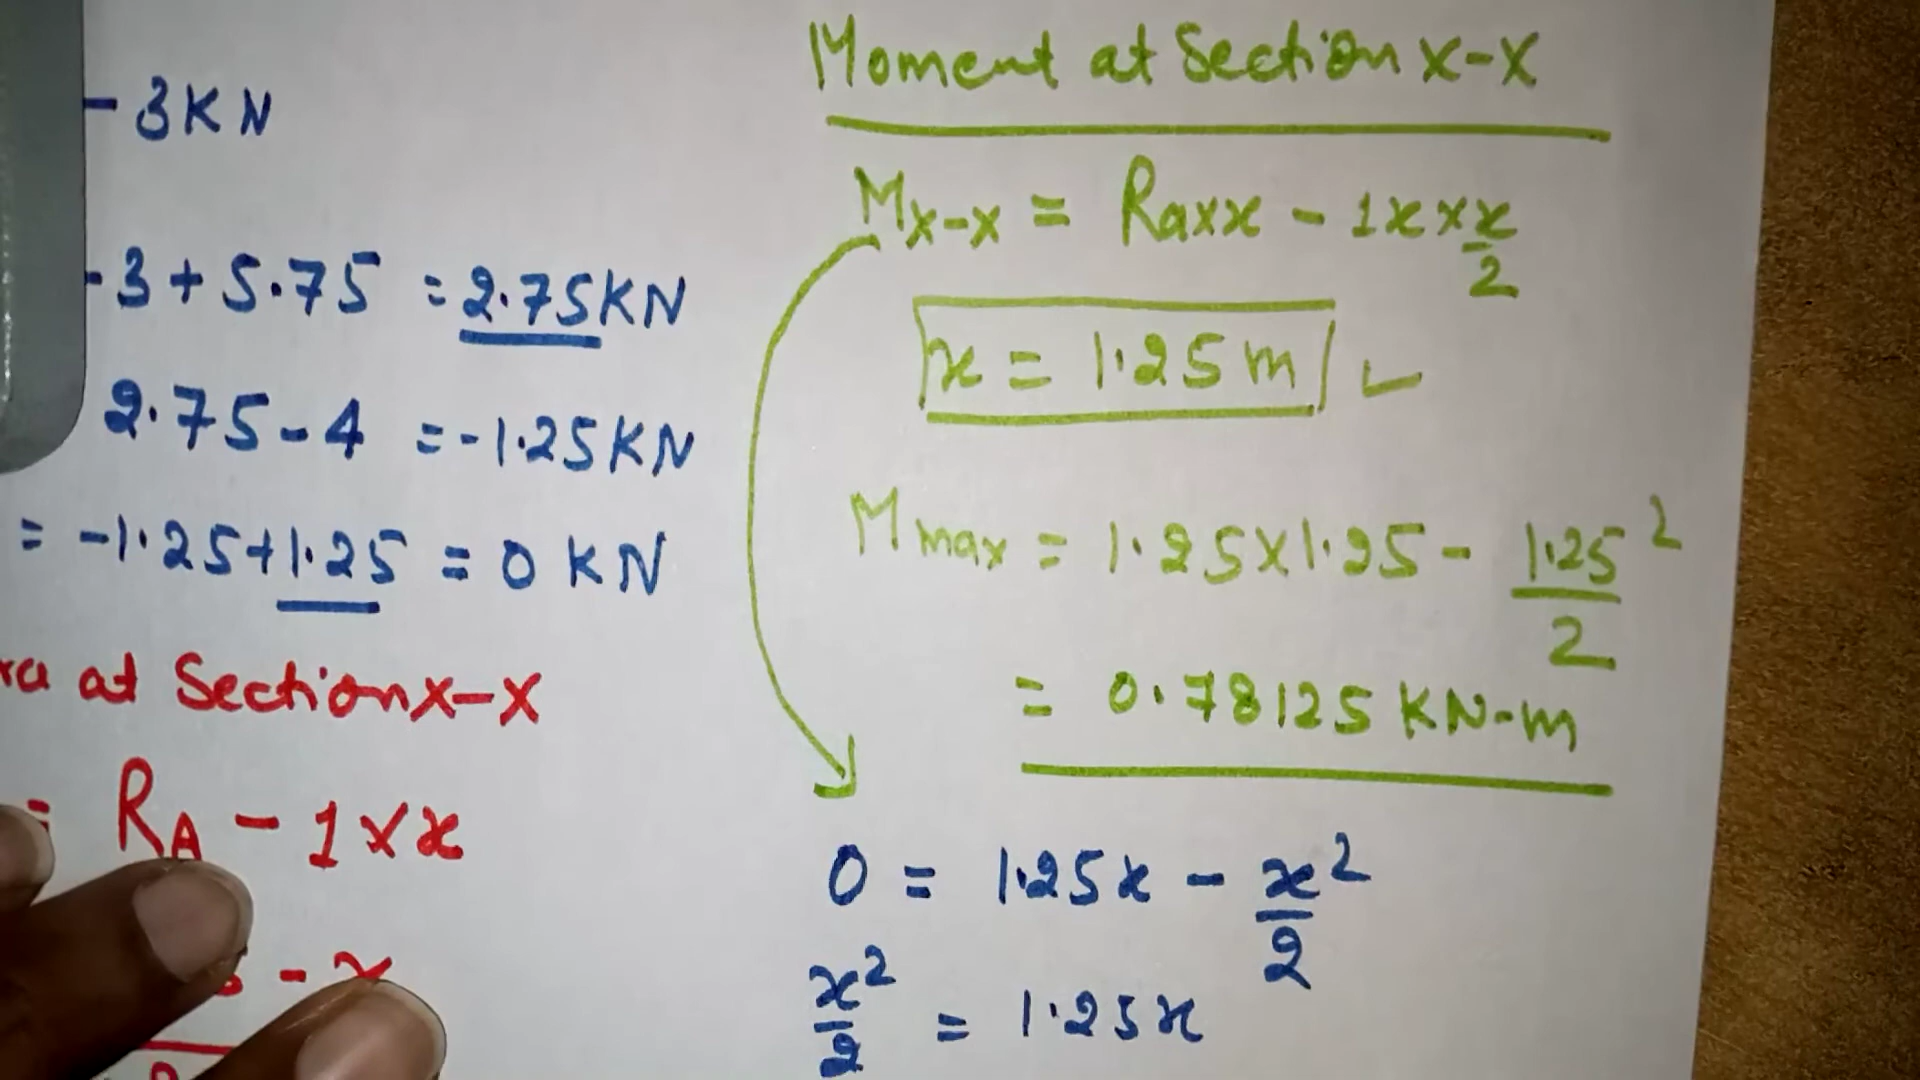 - 3KN
-3 + 5.75 = 2.75KN
2.75 - 4 = -1.25KN
= -1.25+1.25 = 0 KN
at Section X-X
= RA - 1 × x
- x
Moment at Section X-X
Mx-x = Ra×x - 1x × x/2
x = 1.25 m ✓
Mmax = 1.25×1.25 - 1.25²/2
= 0.78125 KN-m
0 = 1.25x - x²/2
x²/2 = 1.25x